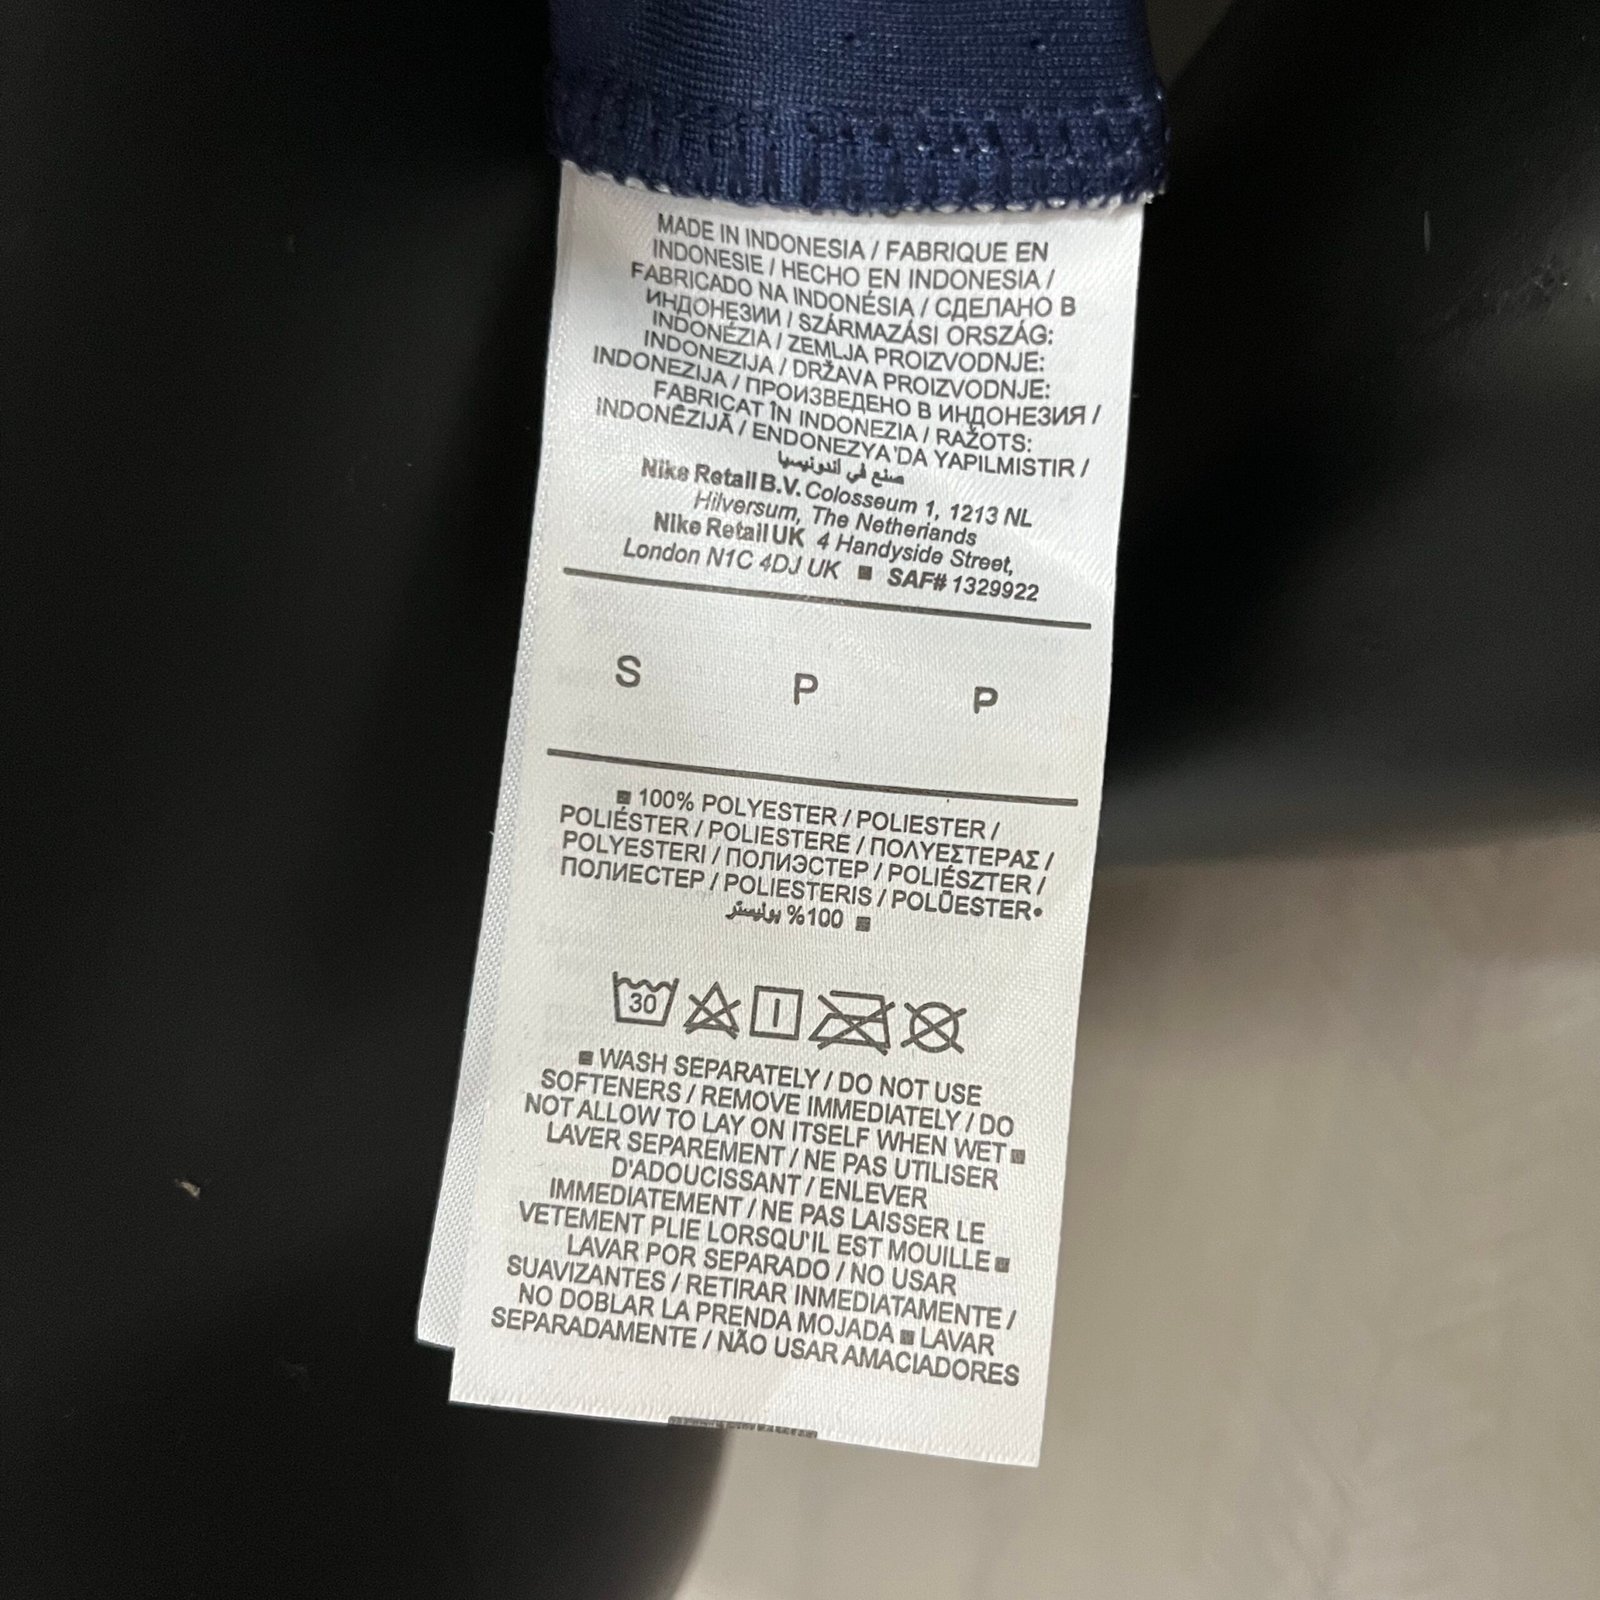 MADE IN INDONESIA / FABRIQUE EN
INDONESIE / HECHO EN INDONESIA /
FABRICADO NA INDONÉSIA / СДЕЛАНО В
ИНДОНЕЗИИ / SZÁRMAZÁSI ORSZÁG:
INDONÉZIA / ZEMLJA PROIZVODNJE:
INDONEZIJA / DRŽAVA PROIZVODNJE:
INDONEZIJA / ПРОИЗВЕДЕНО В ИНДОНЕЗИЯ /
FABRICAT ÎN INDONEZIA / RAŽOTS:
INDONĒZIJĀ / ENDONEZYA'DA YAPILMISTIR /
صنع في اندونيسيا
Nike Retail B.V. Colosseum 1, 1213 NL
Hilversum, The Netherlands
Nike Retail UK 4 Handyside Street,
London N1C 4DJ UK ■ SAF# 1329922
S P P
■ 100% POLYESTER / POLIESTER /
POLIÉSTER / POLIESTERE / ΠΟΛΥΕΣΤΕΡΑΣ /
POLYESTERI / ПОЛИЭСТЕР / POLIÉSZTER /
ПОЛИЕСТЕР / POLIESTERIS / POLÜESTER•
100% بوليستر ■
30
■ WASH SEPARATELY / DO NOT USE
SOFTENERS / REMOVE IMMEDIATELY / DO
NOT ALLOW TO LAY ON ITSELF WHEN WET ■
LAVER SEPAREMENT / NE PAS UTILISER
D'ADOUCISSANT / ENLEVER
IMMEDIATEMENT / NE PAS LAISSER LE
VETEMENT PLIE LORSQU'IL EST MOUILLE ■
LAVAR POR SEPARADO / NO USAR
SUAVIZANTES / RETIRAR INMEDIATAMENTE /
NO DOBLAR LA PRENDA MOJADA ■ LAVAR
SEPARADAMENTE / NÃO USAR AMACIADORES